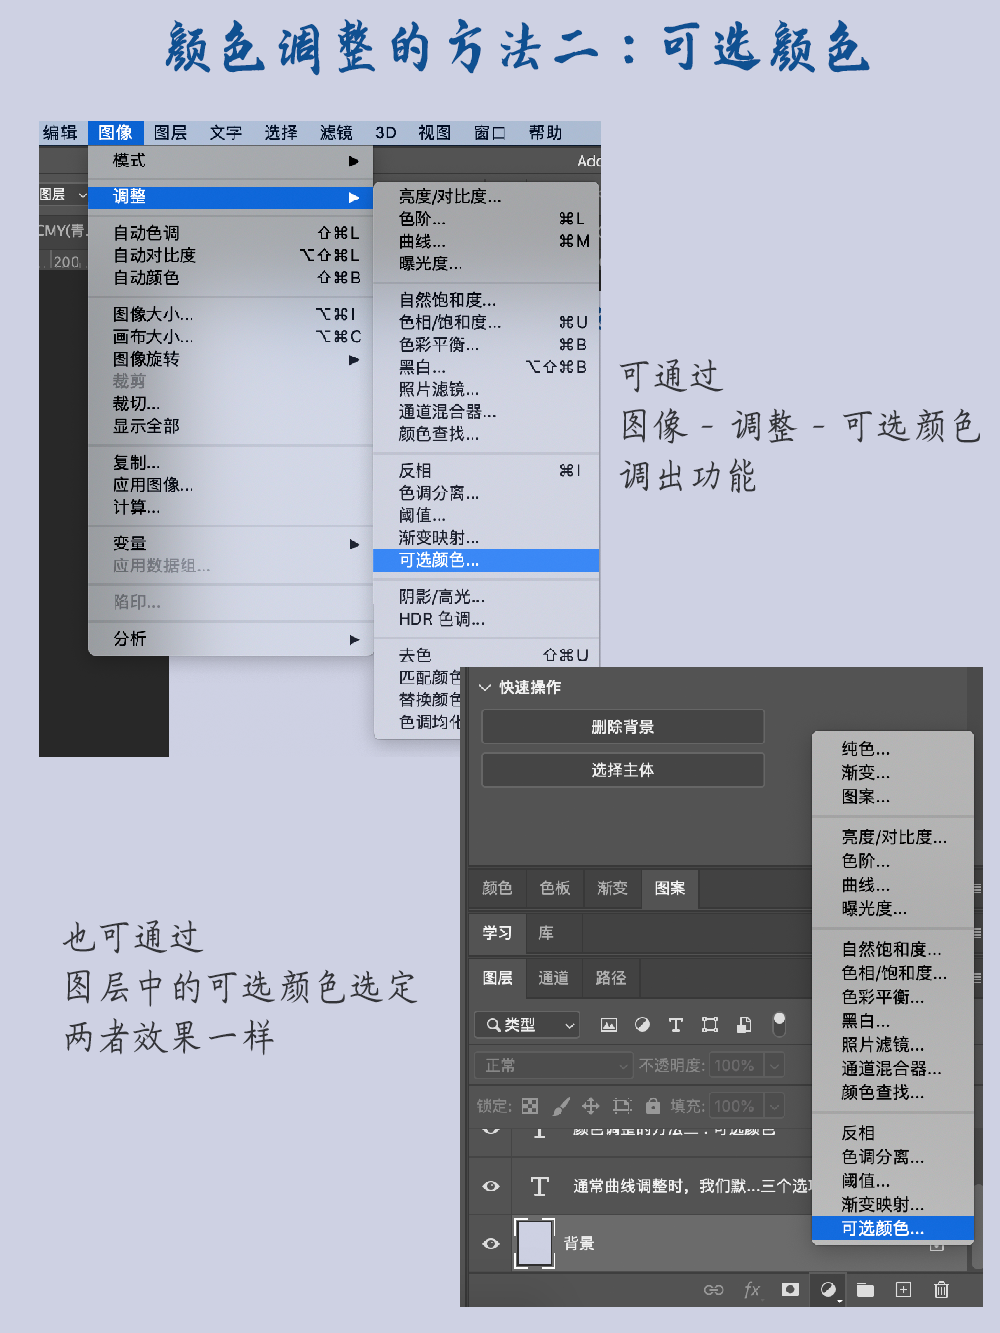 颜色调整的方法二：可选颜色
编辑 图像 图层 文字 选择 滤镜 3D 视图 窗口 帮助
模式
调整
自动色调 ⇧⌘L
自动对比度 ⌥⇧⌘L
自动颜色 ⇧⌘B
图像大小... ⌥⌘I
画布大小... ⌥⌘C
图像旋转
裁剪
裁切...
显示全部
复制...
应用图像...
计算...
变量
应用数据组...
陷印...
分析
图层
CMY(青
200
亮度/对比度...
色阶... ⌘L
曲线... ⌘M
曝光度...
自然饱和度...
色相/饱和度... ⌘U
色彩平衡... ⌘B
黑白... ⌥⇧⌘B
照片滤镜...
通道混合器...
颜色查找...
反相 ⌘I
色调分离...
阈值...
渐变映射...
可选颜色...
阴影/高光...
HDR 色调...
去色 ⇧⌘U
匹配颜色
替换颜色
色调均化
可通过
图像 - 调整 - 可选颜色
调出功能
快速操作
删除背景
选择主体
颜色 色板 渐变 图案
学习 库
图层 通道 路径
类型
正常 不透明度: 100%
锁定: 填充: 100%
颜色调整的方法二：可选颜色
通常曲线调整时，我们默...三个选项
背景
fx
纯色...
渐变...
图案...
亮度/对比度...
色阶...
曲线...
曝光度...
自然饱和度...
色相/饱和度...
色彩平衡...
黑白...
照片滤镜...
通道混合器...
颜色查找...
反相
色调分离...
阈值...
渐变映射...
可选颜色...
也可通过
图层中的可选颜色选定
两者效果一样